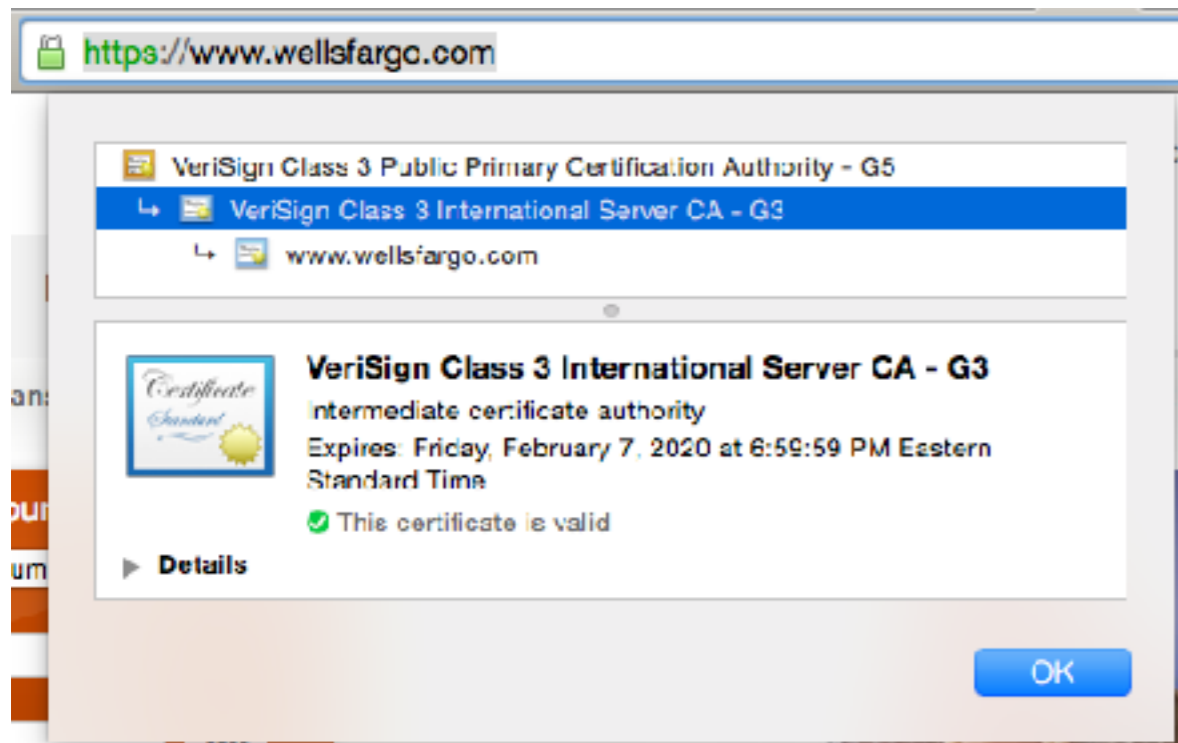 https://www.wellsfargo.com
VeriSign Class 3 Public Primary Certification Authority - G5
VeriSign Class 3 International Server CA - G3
www.wellsfargo.com
Certificate
Standard
VeriSign Class 3 International Server CA - G3
Intermediate certificate authority
Expires: Friday, February 7, 2020 at 6:59:59 PM Eastern
Standard Time
This certificate is valid
Details
OK